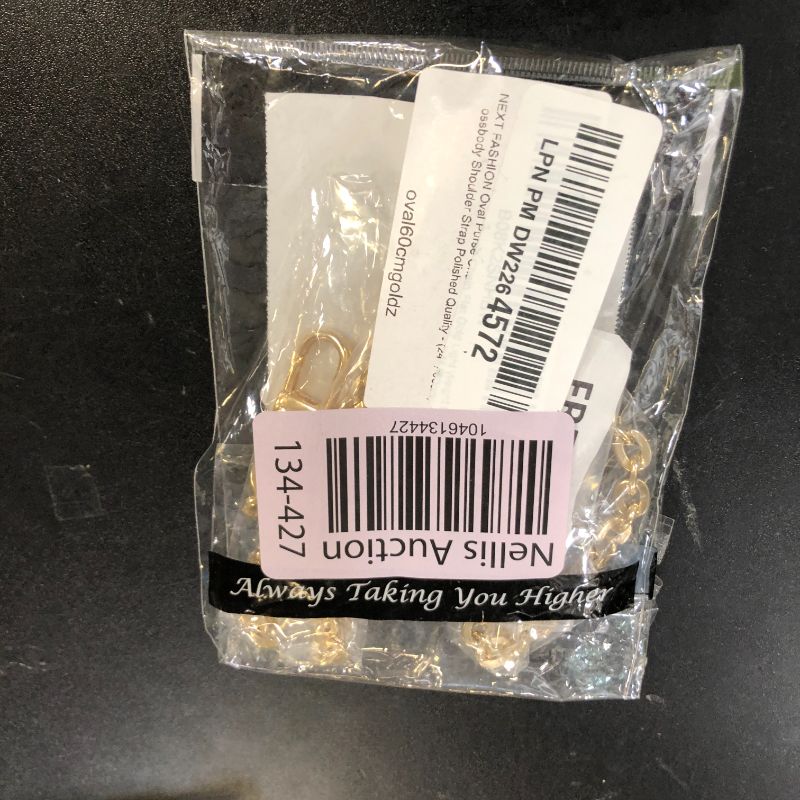 NEXT FASHION Oval Purse
ossbody Shoulder Strap Polished Quality -
oval60cmgoldz
LPN PM DW2264572
1046134427
134-427
Nellis Auction
Always Taking You Higher